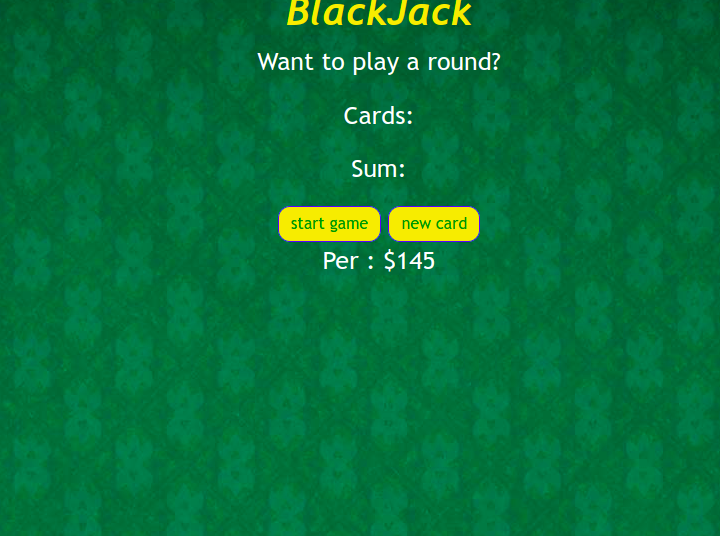 BlackJack
Want to play a round?
Cards:
Sum:
start game new card
Per : $145